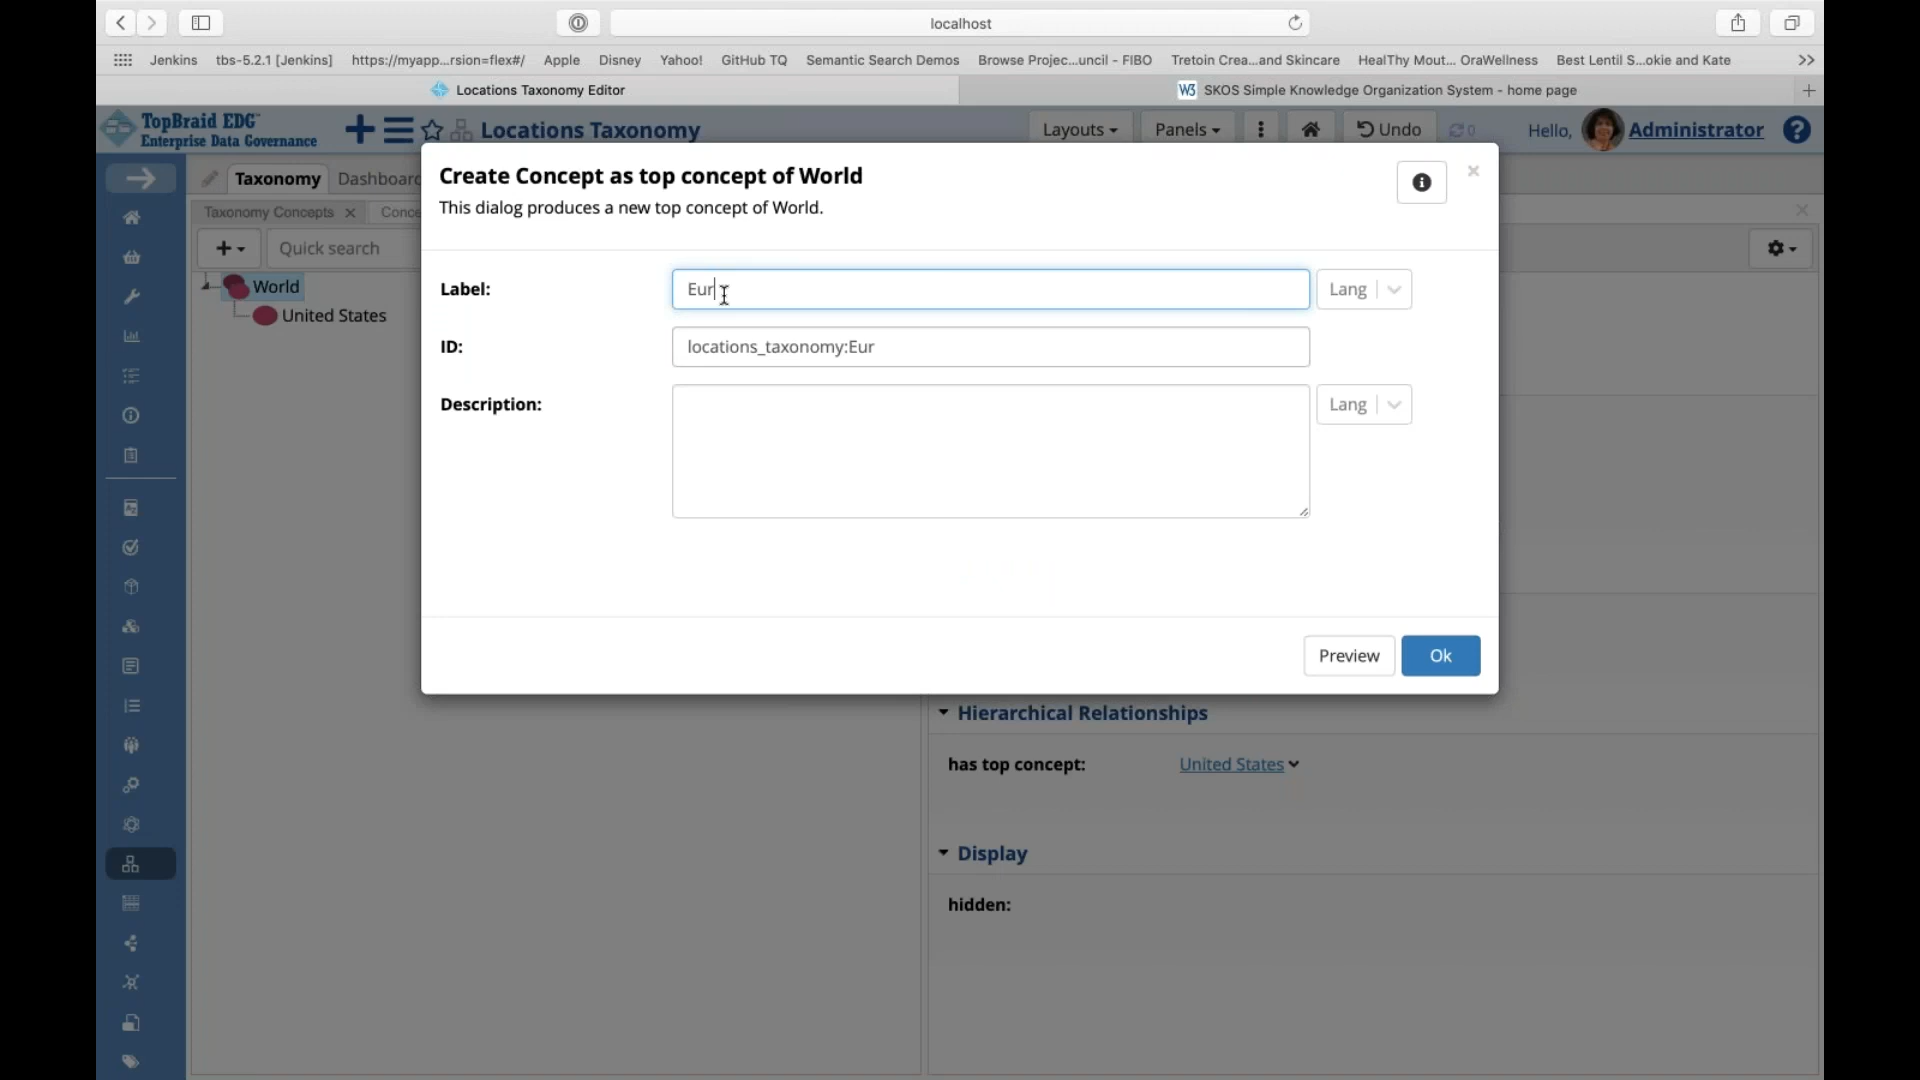 localhost
Jenkins tbs-5.2.1 [Jenkins] https://myapp...rsion=flex#/ Apple Disney Yahoo! GitHub TQ Semantic Search Demos Browse Projec...uncil - FIBO Tretoin Crea...and Skincare HealThy Mout... OraWellness Best Lentil S...okie and Kate
Locations Taxonomy Editor
W3 SKOS Simple Knowledge Organization System - home page
TopBraid EDG™
Enterprise Data Governance
Locations Taxonomy
Layouts Panels Undo 0 Hello, Administrator
Taxonomy Dashboard
Taxonomy Concepts Conce
Quick search
World
United States
Create Concept as top concept of World
This dialog produces a new top concept of World.
Label: Eur Lang
ID: locations_taxonomy:Eur
Description: Lang
Preview Ok
Hierarchical Relationships
has top concept: United States
Display
hidden: